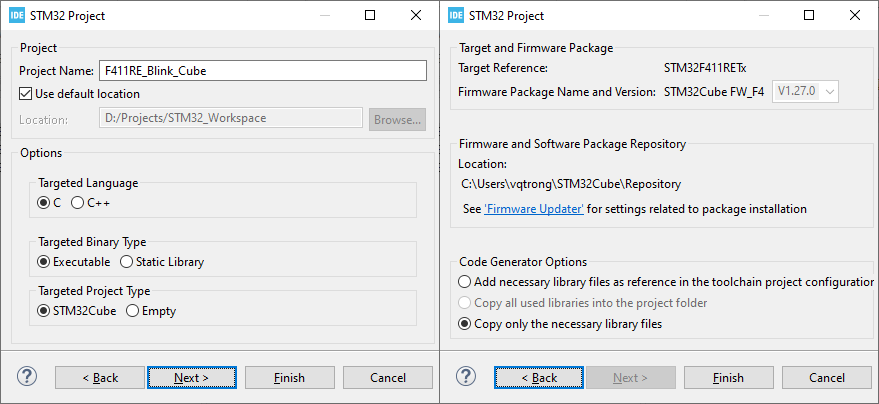 IDE STM32 Project
Project
Project Name: F411RE_Blink_Cube
Use default location
Location: D:/Projects/STM32_Workspace Browse...
Options
Targeted Language
C C++
Targeted Binary Type
Executable Static Library
Targeted Project Type
STM32Cube Empty
? < Back Next > Finish Cancel
IDE STM32 Project
Target and Firmware Package
Target Reference: STM32F411RETx
Firmware Package Name and Version: STM32Cube FW_F4 V1.27.0
Firmware and Software Package Repository
Location:
C:\Users\vqtrong\STM32Cube\Repository
See 'Firmware Updater' for settings related to package installation
Code Generator Options
Add necessary library files as reference in the toolchain project configuration
Copy all used libraries into the project folder
Copy only the necessary library files
? < Back Next > Finish Cancel